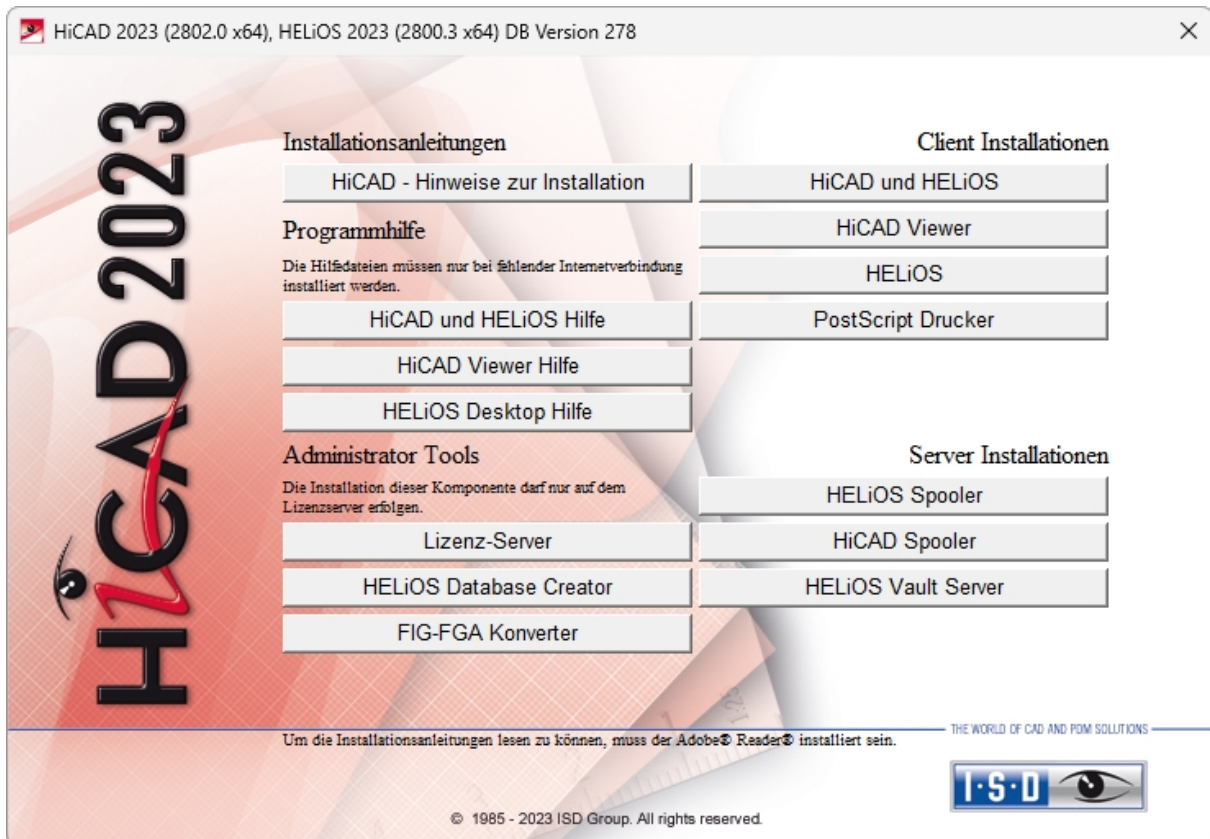 HiCAD 2023 (2802.0 x64), HELiOS 2023 (2800.3 x64) DB Version 278
HiCAD 2023
Installationsanleitungen
HiCAD - Hinweise zur Installation
Programmhilfe
Die Hilfedateien müssen nur bei fehlender Internetverbindung
installiert werden.
HiCAD und HELiOS Hilfe
HiCAD Viewer Hilfe
HELiOS Desktop Hilfe
Administrator Tools
Die Installation dieser Komponente darf nur auf dem
Lizenzserver erfolgen.
Lizenz-Server
HELiOS Database Creator
FIG-FGA Konverter
Client Installationen
HiCAD und HELiOS
HiCAD Viewer
HELiOS
PostScript Drucker
Server Installationen
HELiOS Spooler
HiCAD Spooler
HELiOS Vault Server
1:25
THE WORLD OF CAD AND PDM SOLUTIONS
Um die Installationsanleitungen lesen zu können, muss der Adobe® Reader® installiert sein.
I·S·D
© 1985 - 2023 ISD Group. All rights reserved.